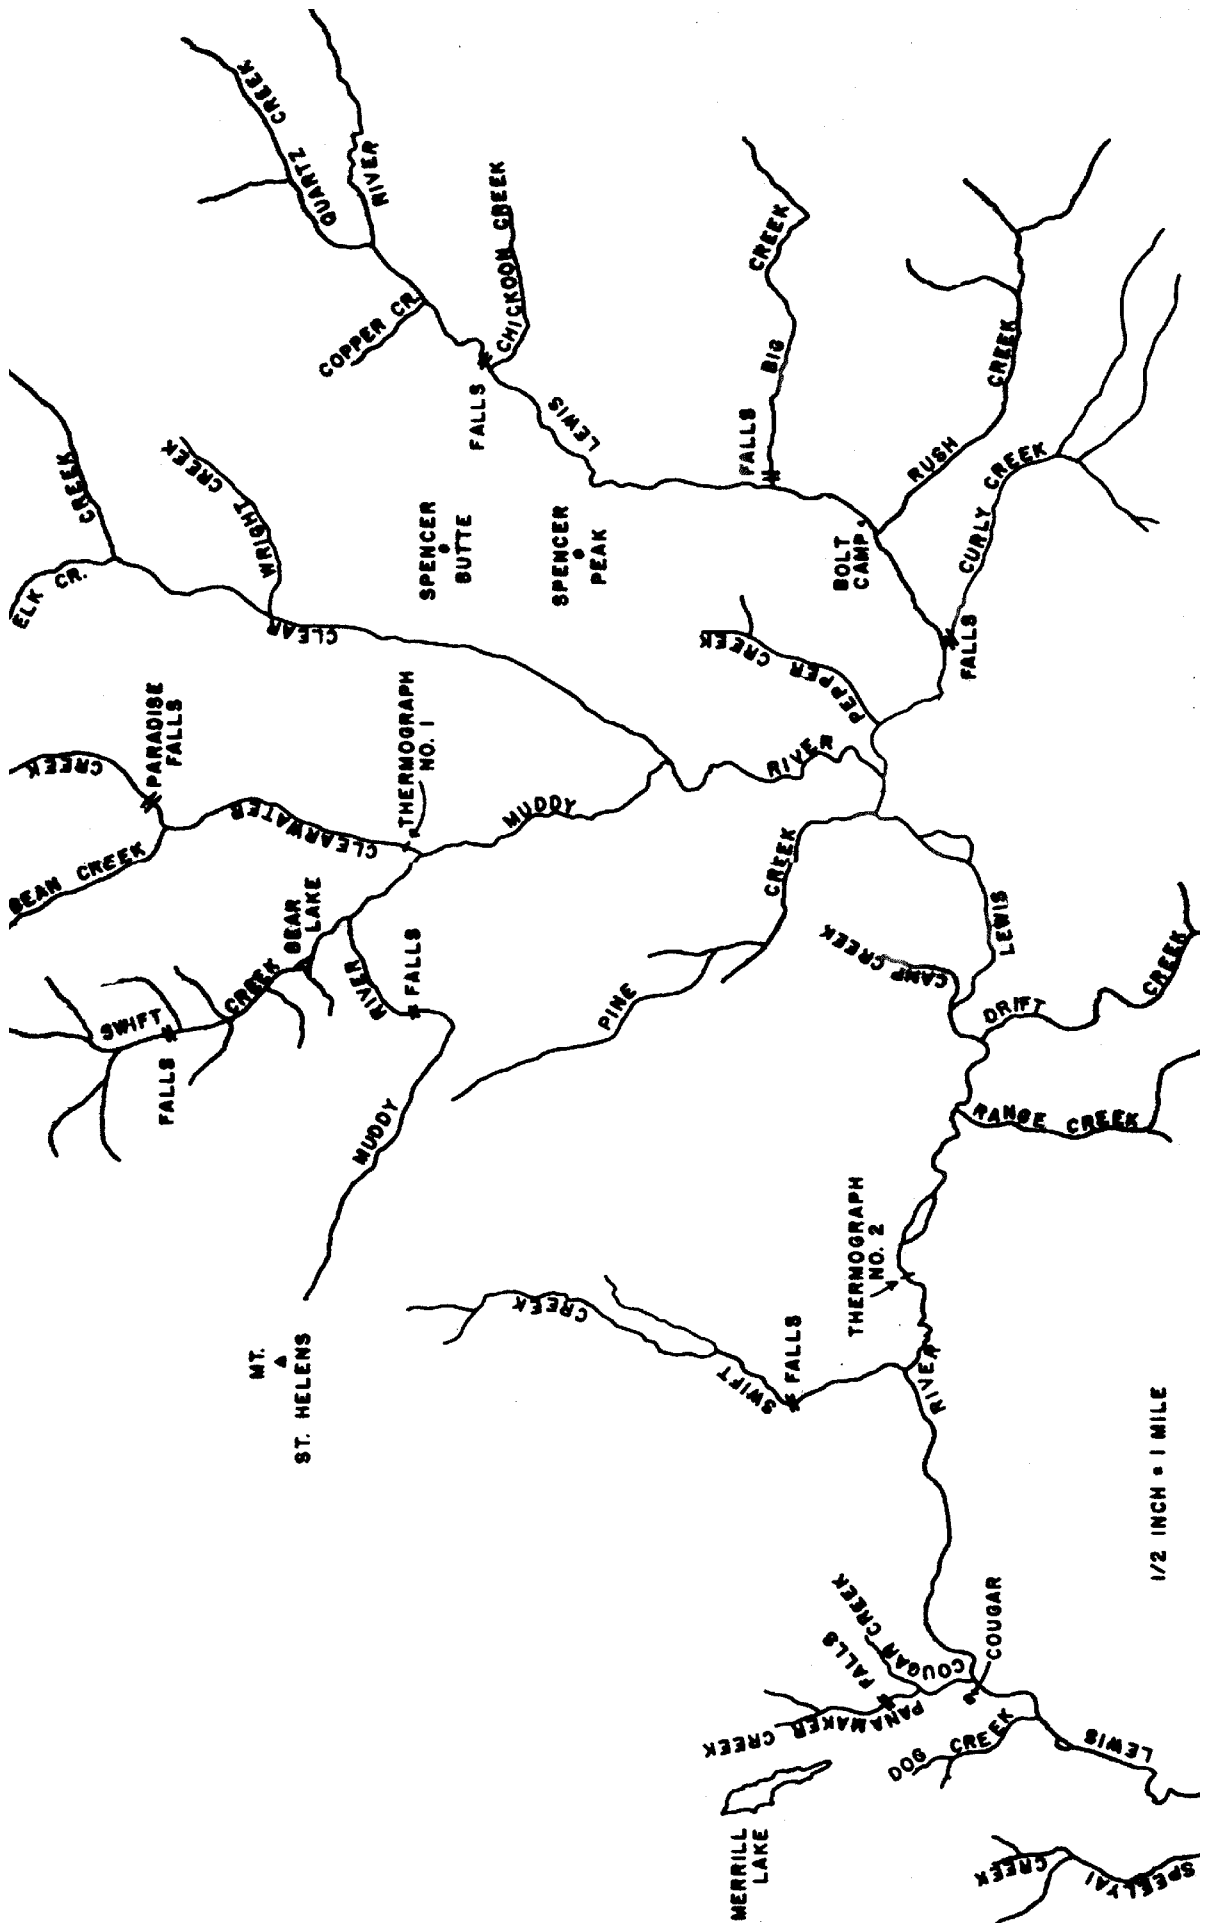 QUARTZ CREEK
RIVER
COPPER CR.
CHICKOON CREEK
FALLS
LEWIS
BIG CREEK
FALLS
RUSH CREEK
CURLY CREEK
BOLT
CAMP
FALLS
SPENCER
BUTTE
SPENCER
PEAK
CREEK
ELK CR.
WRIGHT CREEK
CLEAR
PEPPER CREEK
RIVER
MUDDY
PARADISE
FALLS
CREEK
BEAN CREEK
CLEARWATER
THERMOGRAPH
NO. 1
BEAR
LAKE
SWIFT CREEK
FALLS
RIVER
FALLS
MUDDY
PINE CREEK
CAMP CREEK
LEWIS
DRIFT CREEK
RANGE CREEK
THERMOGRAPH
NO. 2
MT.
ST. HELENS
SWIFT CREEK
FALLS
RIVER
1/2 INCH = 1 MILE
COUGAR CREEK
FALLS
PANAMAKER CREEK
COUGAR
DOG CREEK
LEWIS
MERRILL
LAKE
SPEELYAI CREEK